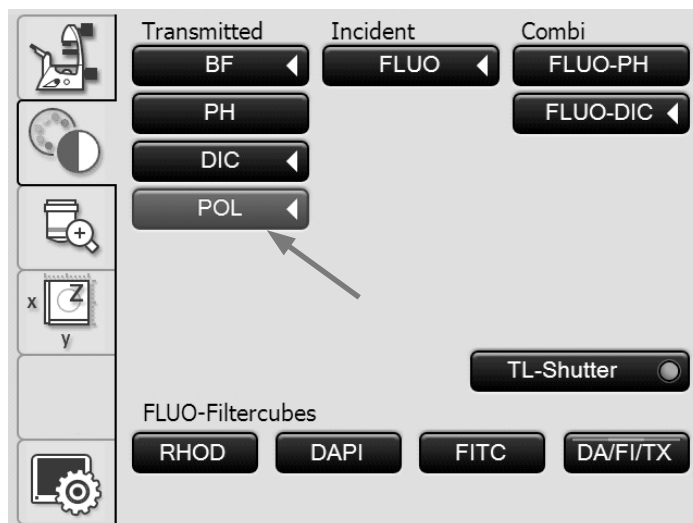 Transmitted Incident Combi
BF FLUO FLUO-PH
PH FLUO-DIC
DIC
POL
Z
x
y
TL-Shutter
FLUO-Filtercubes
RHOD DAPI FITC DA/FI/TX